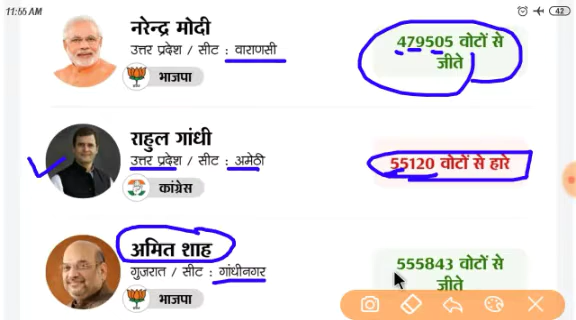 11:55 AM
42
नरेन्द्र मोदी
उत्तर प्रदेश / सीट : वाराणसी
भाजपा
479505 वोटों से
जीते
राहुल गांधी
उत्तर प्रदेश / सीट : अमेठी
कांग्रेस
55120 वोटों से हारे
अमित शाह
गुजरात / सीट : गांधीनगर
भाजपा
555843 वोटों से
जीते